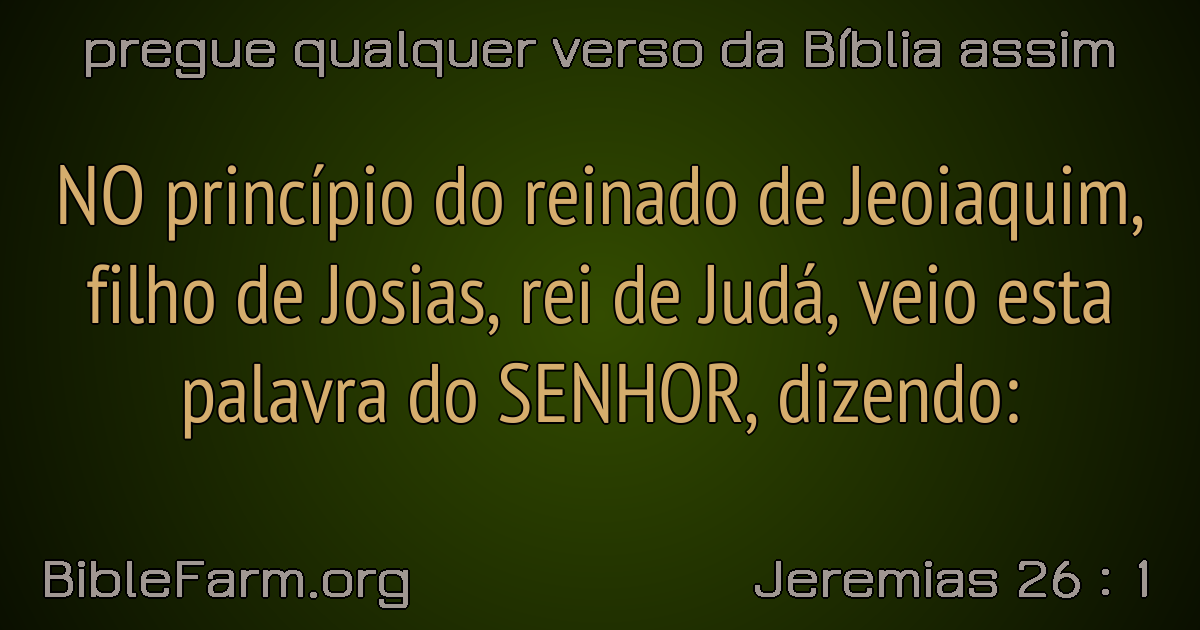 pregue qualquer verso da Bíblia assim
NO princípio do reinado de Jeoiaquim,
filho de Josias, rei de Judá, veio esta
palavra do SENHOR, dizendo:
BibleFarm.org
Jeremias 26 : 1